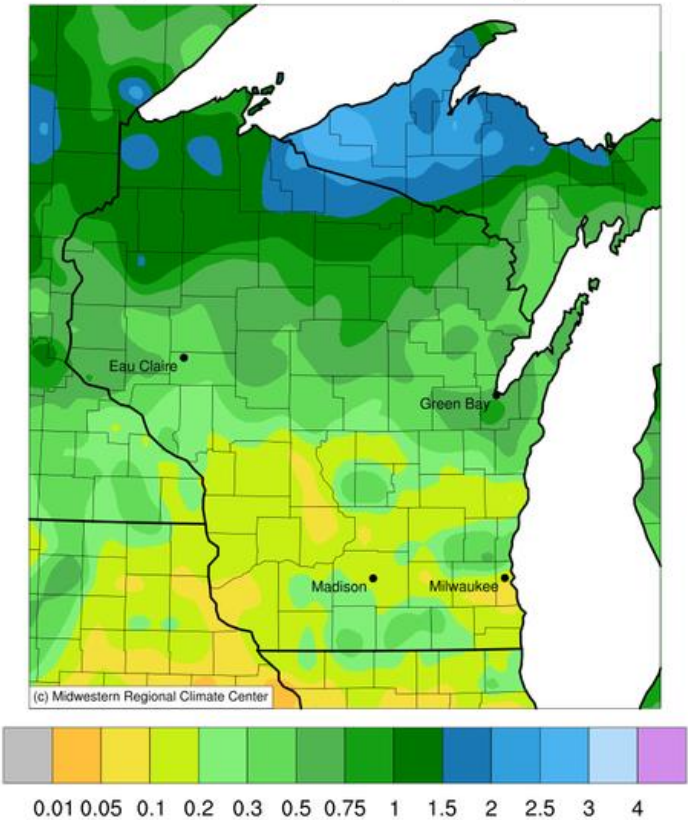 Eau Claire
Green Bay
Madison
Milwaukee
(c) Midwestern Regional Climate Center
0.01 0.05 0.1 0.2 0.3 0.5 0.75 1 1.5 2 2.5 3 4